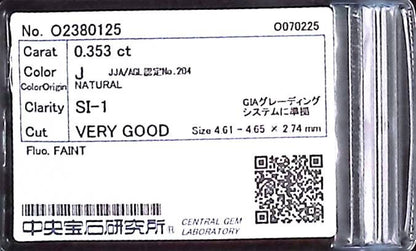 No. O2380125 O070225
Carat 0.353 ct
Color J JJA/AGL認定No.204
ColorOrigin NATURAL
Clarity SI-1 GIAグレーディング
システムに準拠
Cut VERY GOOD Size 4.61 - 4.65 × 2.74 mm
Fluo. FAINT
中央宝石研究所 ® CENTRAL GEM
LABORATORY